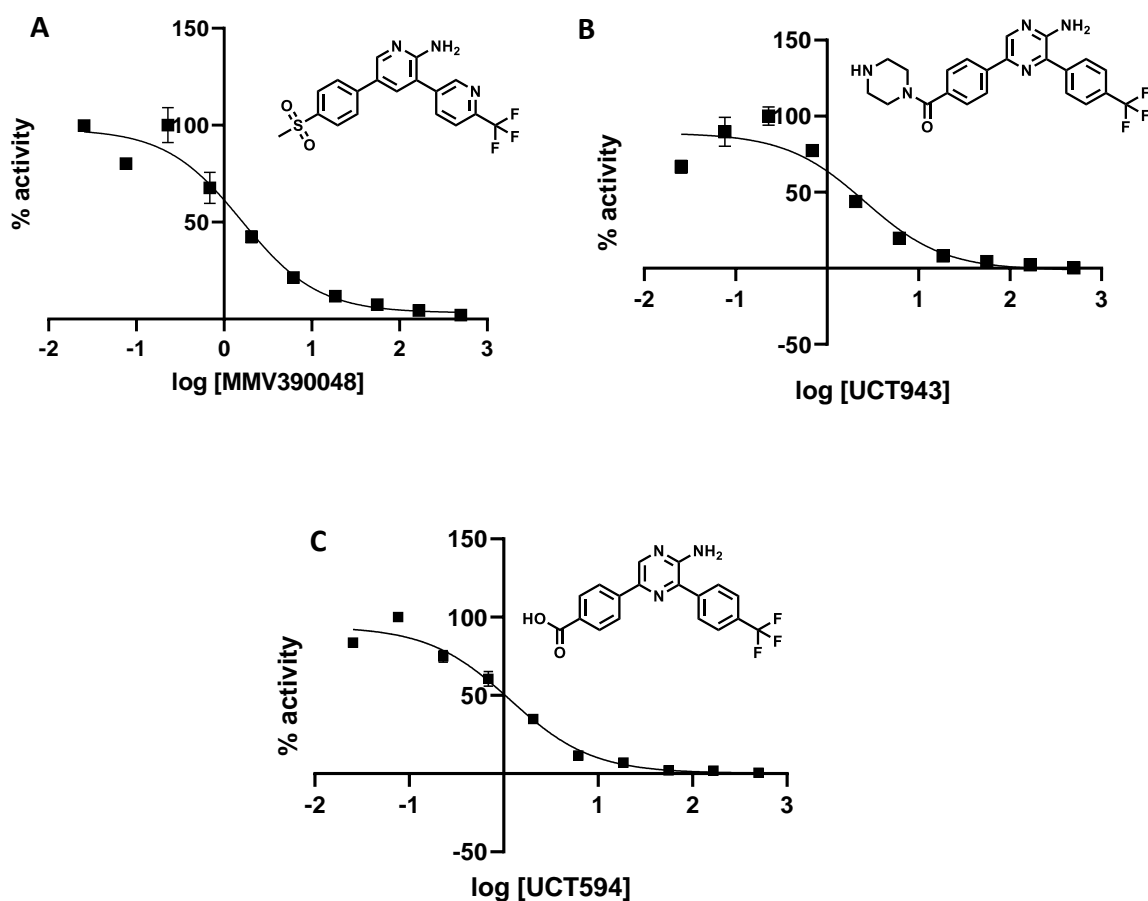 A
150
100
50
-2
-1
0
1
2
3
% activity
log [MMV390048]
N
NH2
N
S
O
O
F
F
F
B
150
100
50
-50
-2
-1
1
2
3
% activity
log [UCT943]
HN
N
O
N
N
NH2
F
F
F
C
150
100
50
-50
-2
-1
1
2
3
% activity
log [UCT594]
HO
O
N
N
NH2
F
F
F